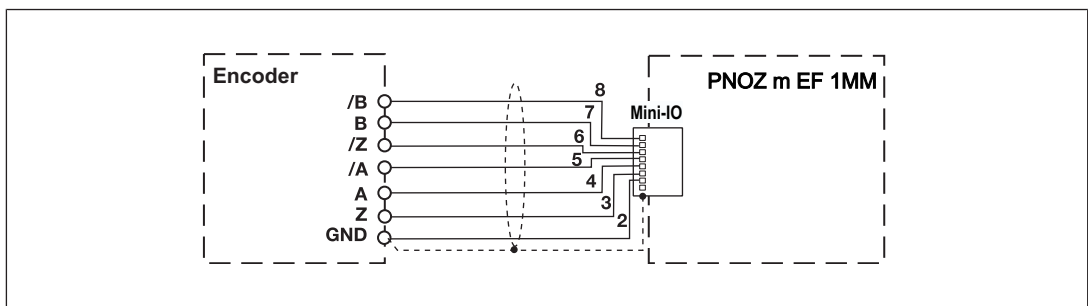 Encoder
PNOZ m EF 1MM
Mini-IO
/B
8
B
7
/Z
6
/A
5
A
4
Z
3
GND
2